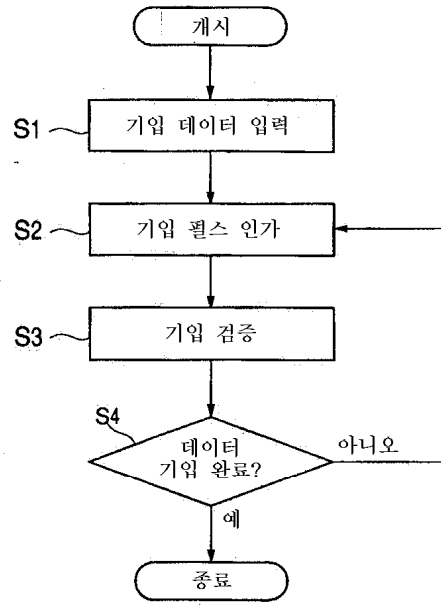 개시
S1
기입 데이터 입력
S2
기입 펄스 인가
S3
기입 검증
S4
데이터
기입 완료?
아니오
예
종료